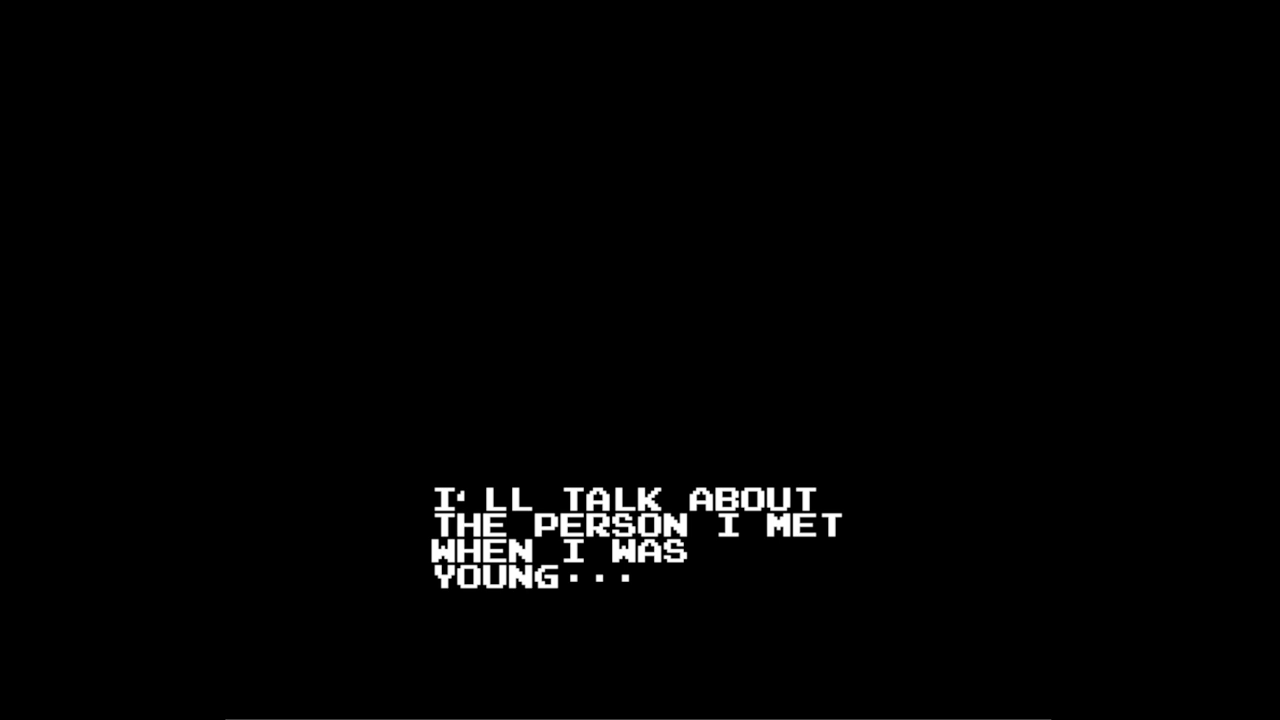 I'LL TALK ABOUT
THE PERSON I MET
WHEN I WAS
YOUNG···